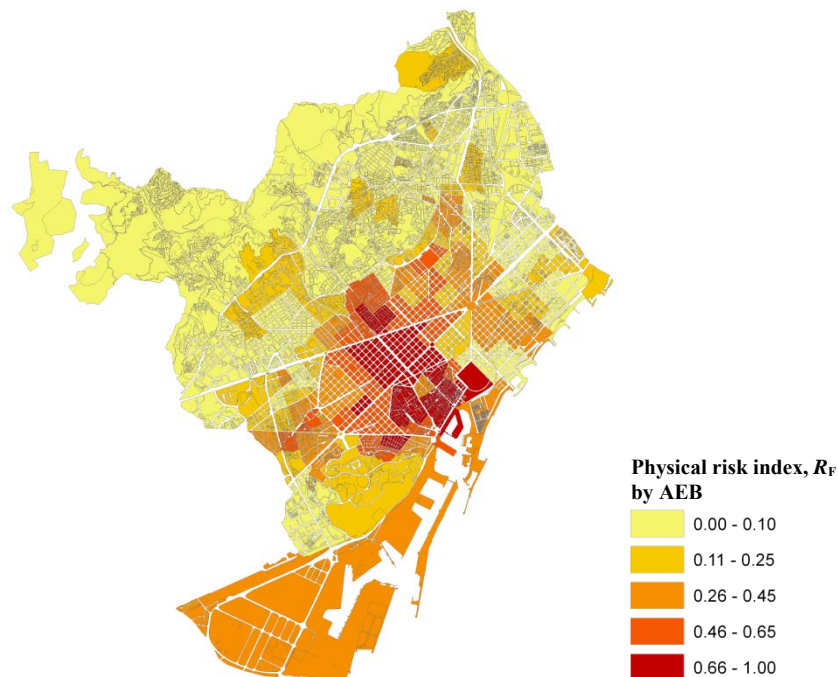 Physical risk index, RF
by AEB
0.00 - 0.10
0.11 - 0.25
0.26 - 0.45
0.46 - 0.65
0.66 - 1.00